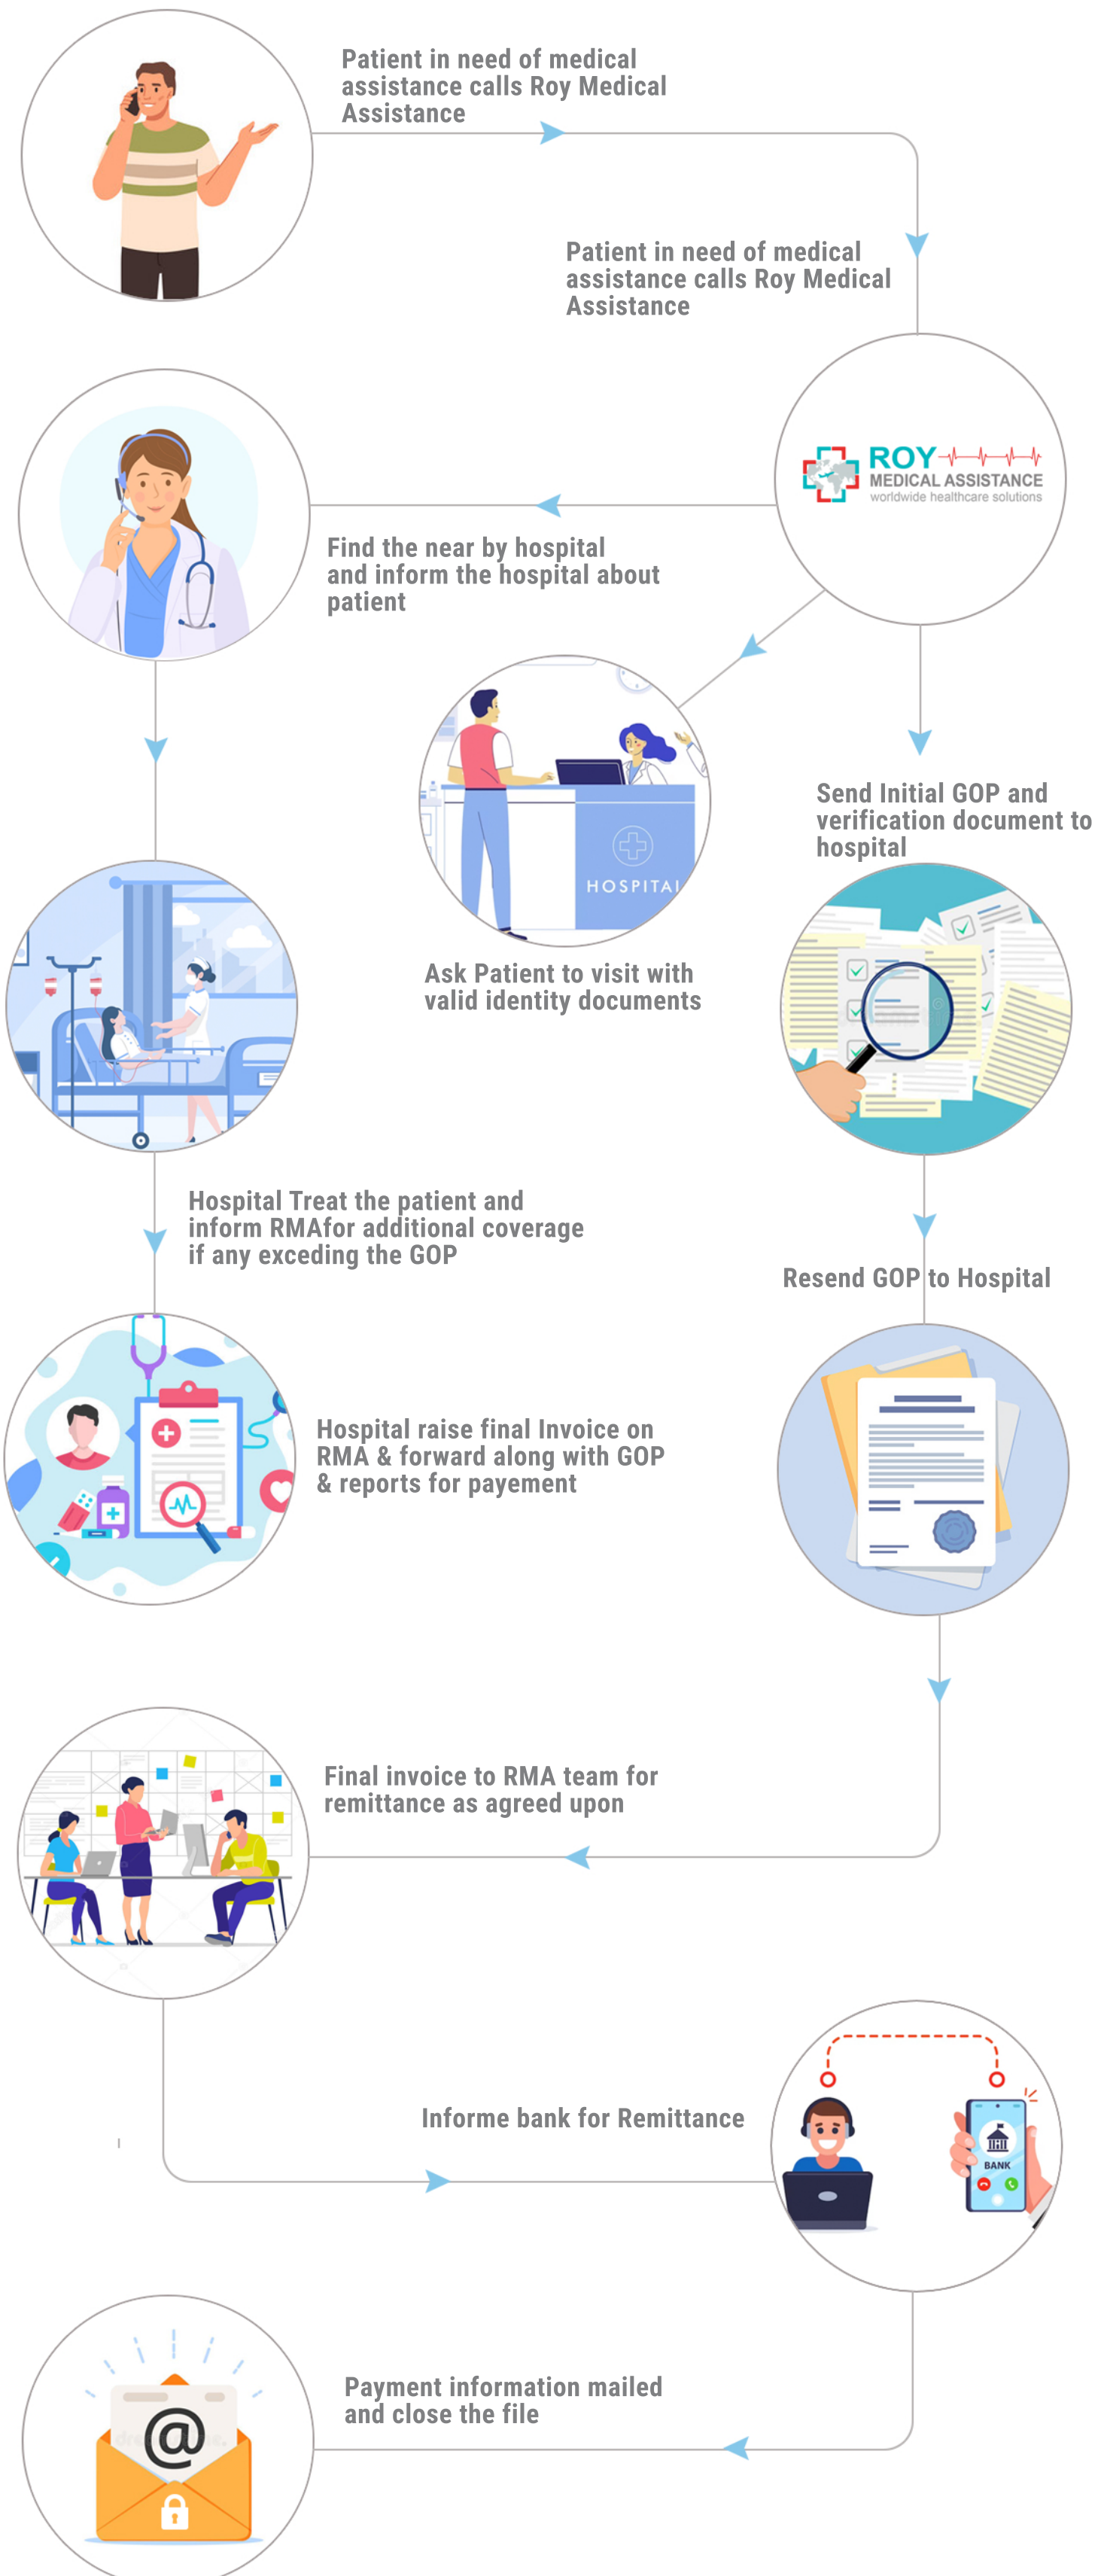 Patient in need of medical
assistance calls Roy Medical
Assistance
Patient in need of medical
assistance calls Roy Medical
Assistance
ROY
MEDICAL ASSISTANCE
worldwide healthcare solutions
Find the near by hospital
and inform the hospital about
patient
HOSPITAL
Send Initial GOP and
verification document to
hospital
Ask Patient to visit with
valid identity documents
Hospital Treat the patient and
inform RMAfor additional coverage
if any exceding the GOP
Resend GOP to Hospital
Hospital raise final Invoice on
RMA & forward along with GOP
& reports for payement
Final invoice to RMA team for
remittance as agreed upon
Informe bank for Remittance
BANK
Payment information mailed
and close the file
@